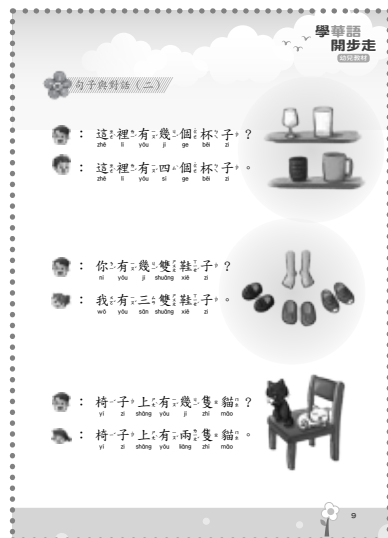 學華語
開步走
幼兒教材
句子與對話（二）
：這裡有幾個杯子？
zhè lǐ yǒu jǐ ge bēi zi
：這裡有四個杯子。
zhè lǐ yǒu sì ge bēi zi
：你有幾雙鞋子？
nǐ yǒu jǐ shuāng xié zi
：我有三雙鞋子。
wǒ yǒu sān shuāng xié zi
：椅子上有幾隻貓？
yǐ zi shàng yǒu jǐ zhī māo
：椅子上有兩隻貓。
yǐ zi shàng yǒu liǎng zhī māo
9